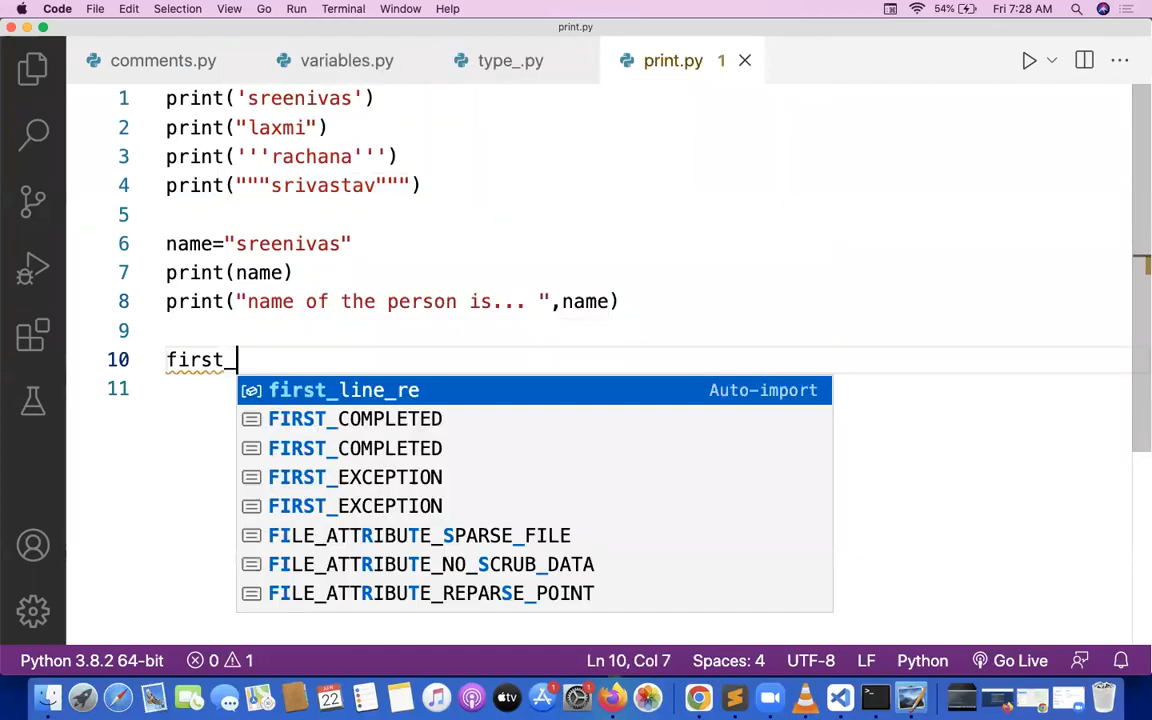 Code File Edit Selection View Go Run Terminal Window Help 54% Fri 7:28 AM
print.py
comments.py variables.py type_.py print.py 1
1 print('sreenivas')
2 print("laxmi")
3 print('''rachana''')
4 print("""srivastav""")
5
6 name="sreenivas"
7 print(name)
8 print("name of the person is... ",name)
9
10 first_
11
first_line_re Auto-import
FIRST_COMPLETED
FIRST_COMPLETED
FIRST_EXCEPTION
FIRST_EXCEPTION
FILE_ATTRIBUTE_SPARSE_FILE
FILE_ATTRIBUTE_NO_SCRUB_DATA
FILE_ATTRIBUTE_REPARSE_POINT
Python 3.8.2 64-bit 0 1 Ln 10, Col 7 Spaces: 4 UTF-8 LF Python Go Live